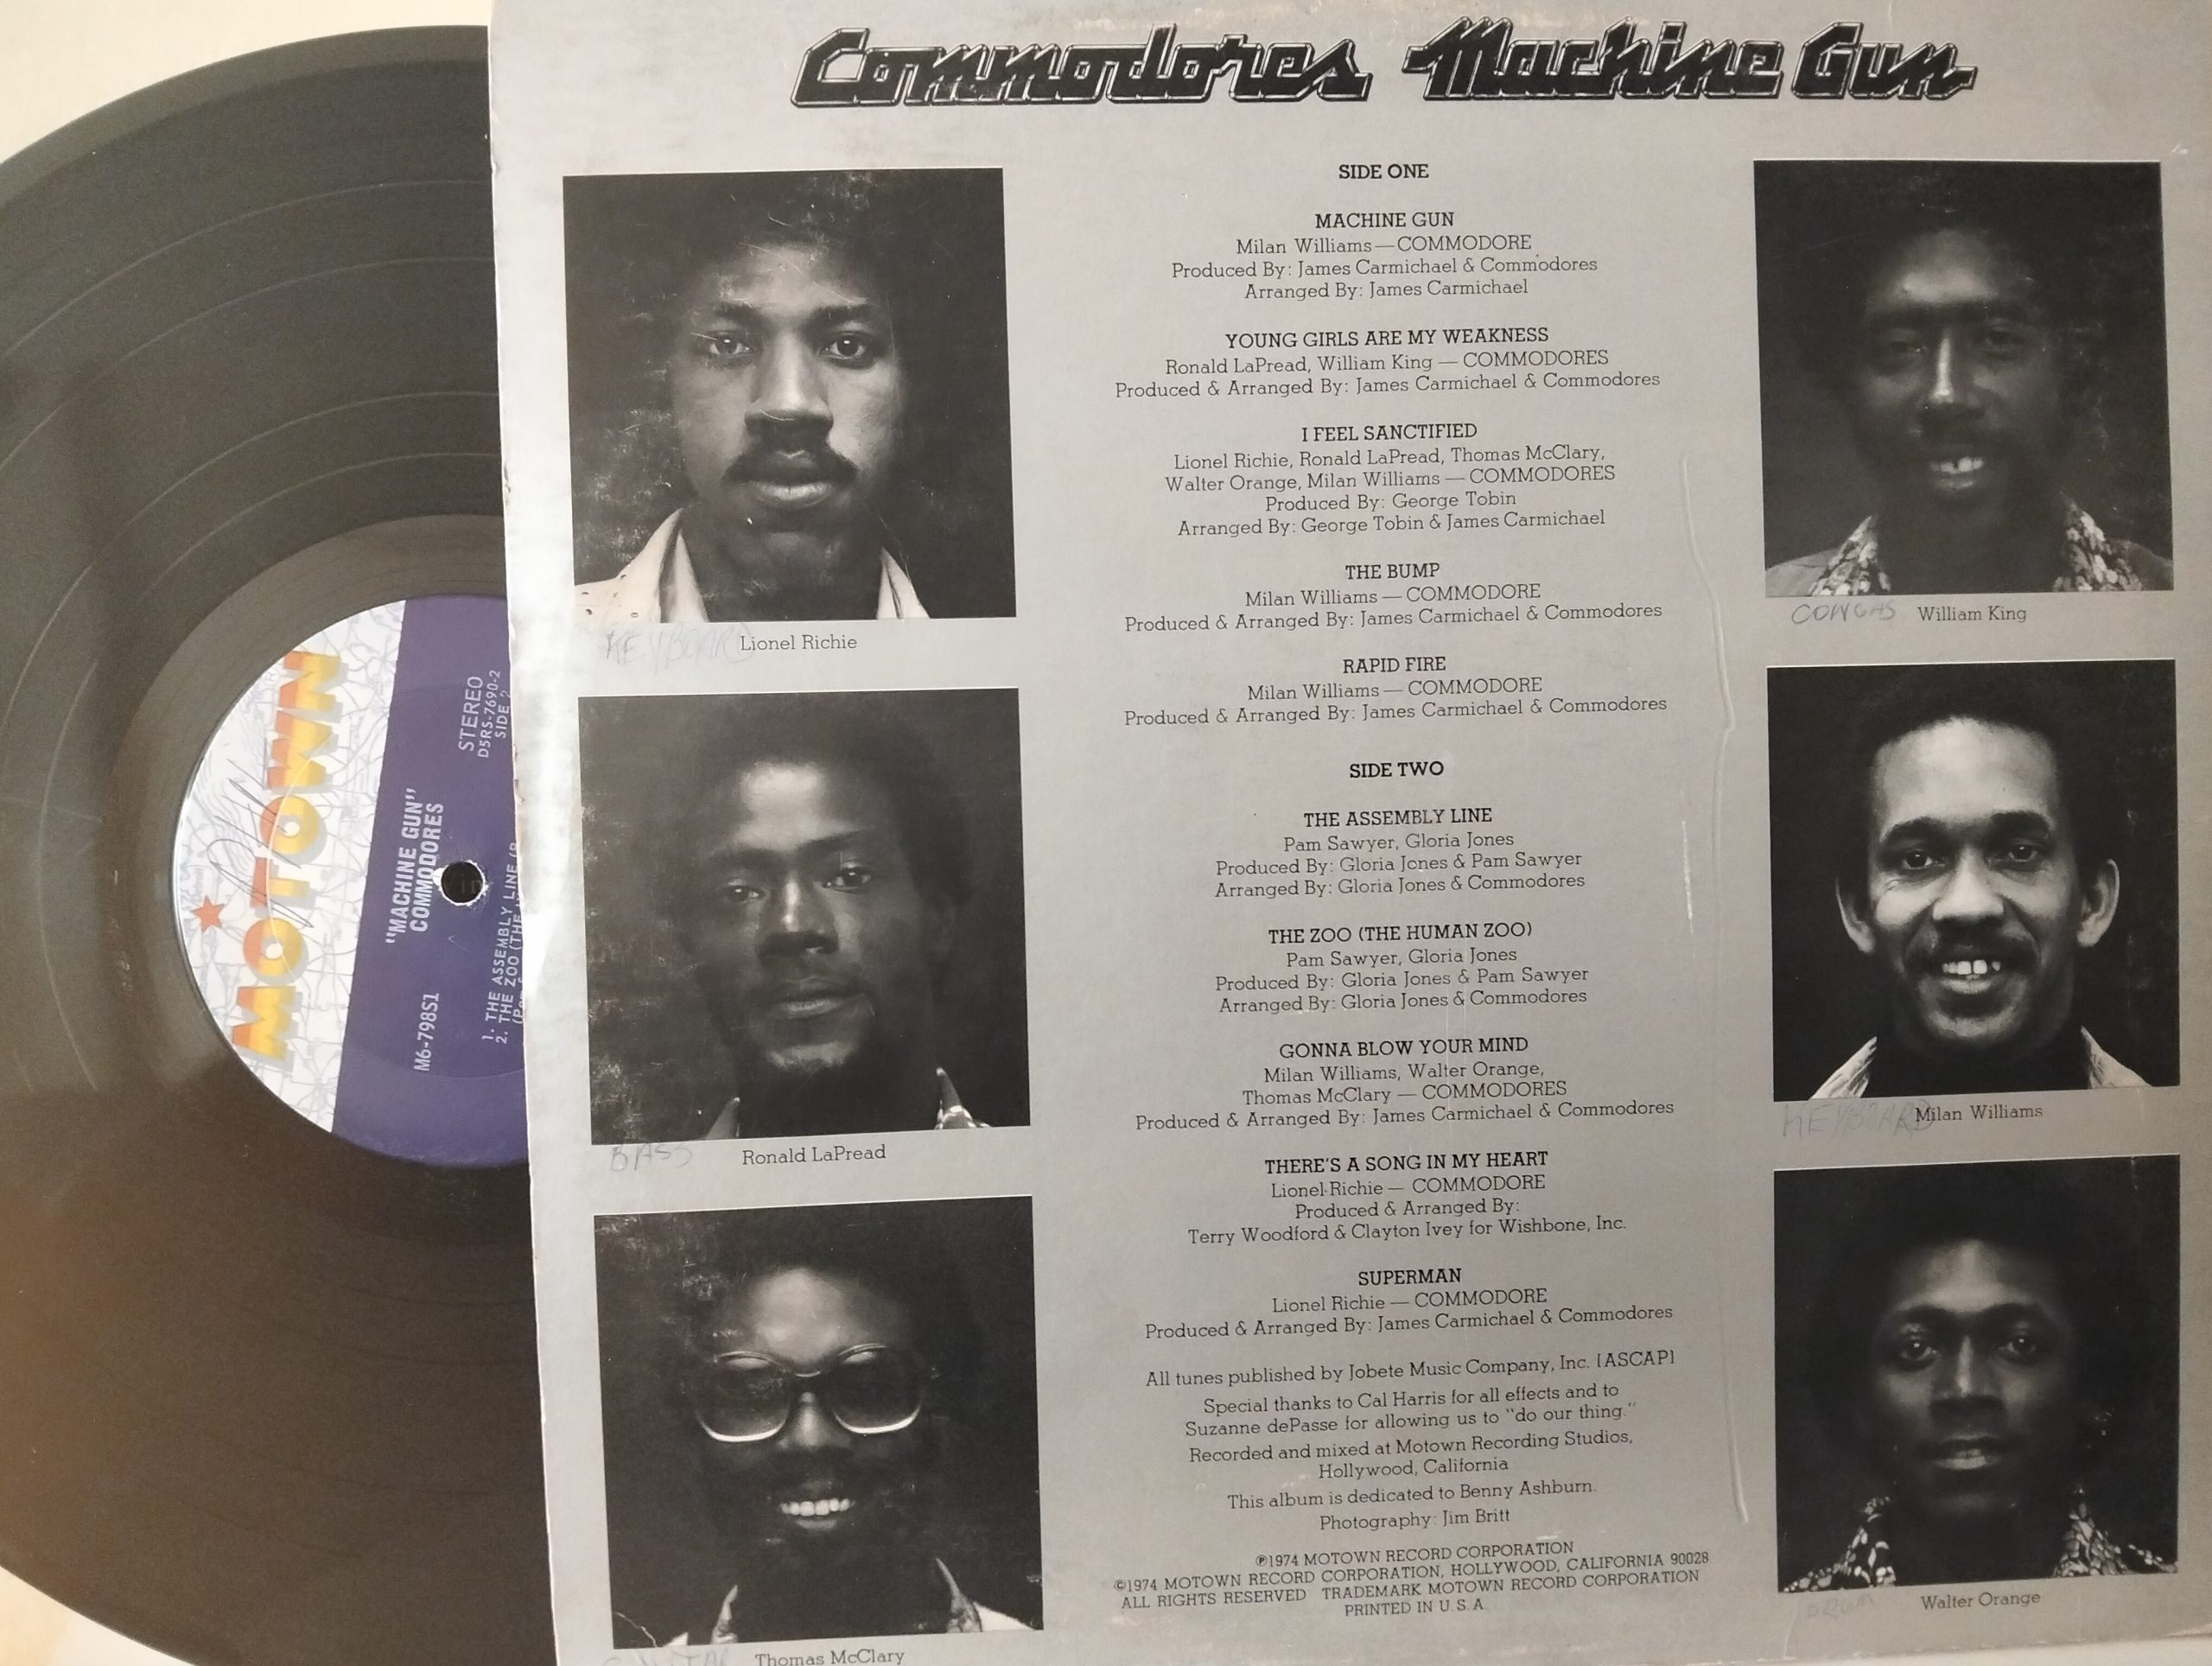 Commodores Machine Gun
SIDE ONE
MACHINE GUN
Milan Williams—COMMODORE
Produced By: James Carmichael & Commodores
Arranged By: James Carmichael
YOUNG GIRLS ARE MY WEAKNESS
Ronald LaPread, William King — COMMODORES
Produced & Arranged By: James Carmichael & Commodores
I FEEL SANCTIFIED
Lionel Richie, Ronald LaPread, Thomas McClary,
Walter Orange, Milan Williams — COMMODORES
Produced By: George Tobin
Arranged By: George Tobin & James Carmichael
THE BUMP
Milan Williams — COMMODORE
Produced & Arranged By: James Carmichael & Commodores
RAPID FIRE
Milan Williams — COMMODORE
Produced & Arranged By: James Carmichael & Commodores
SIDE TWO
THE ASSEMBLY LINE
Pam Sawyer, Gloria Jones
Produced By: Gloria Jones & Pam Sawyer
Arranged By: Gloria Jones & Commodores
THE ZOO (THE HUMAN ZOO)
Pam Sawyer, Gloria Jones
Produced By: Gloria Jones & Pam Sawyer
Arranged By: Gloria Jones & Commodores
GONNA BLOW YOUR MIND
Milan Williams, Walter Orange,
Thomas McClary — COMMODORES
Produced & Arranged By: James Carmichael & Commodores
THERE'S A SONG IN MY HEART
Lionel Richie — COMMODORE
Produced & Arranged By:
Terry Woodford & Clayton Ivey for Wishbone, Inc.
SUPERMAN
Lionel Richie — COMMODORE
Produced & Arranged By: James Carmichael & Commodores
All tunes published by Jobete Music Company, Inc. [ASCAP]
Special thanks to Cal Harris for all effects and to
Suzanne dePasse for allowing us to "do our thing."
Recorded and mixed at Motown Recording Studios,
Hollywood, California
This album is dedicated to Benny Ashburn.
Photography: Jim Britt
℗1974 MOTOWN RECORD CORPORATION
©1974 MOTOWN RECORD CORPORATION, HOLLYWOOD, CALIFORNIA 90028
ALL RIGHTS RESERVED TRADEMARK MOTOWN RECORD CORPORATION
PRINTED IN U.S.A.
KEYBOARD Lionel Richie
BASS Ronald LaPread
GUITAR Thomas McClary
CONGAS William King
KEYBOARD Milan Williams
DRUM Walter Orange
MOTOWN
STEREO
D5RS-7690-2
SIDE 2
"MACHINE GUN"
COMMODORES
M6-798S1
1. THE ASSEMBLY LINE
2. THE ZOO (THE